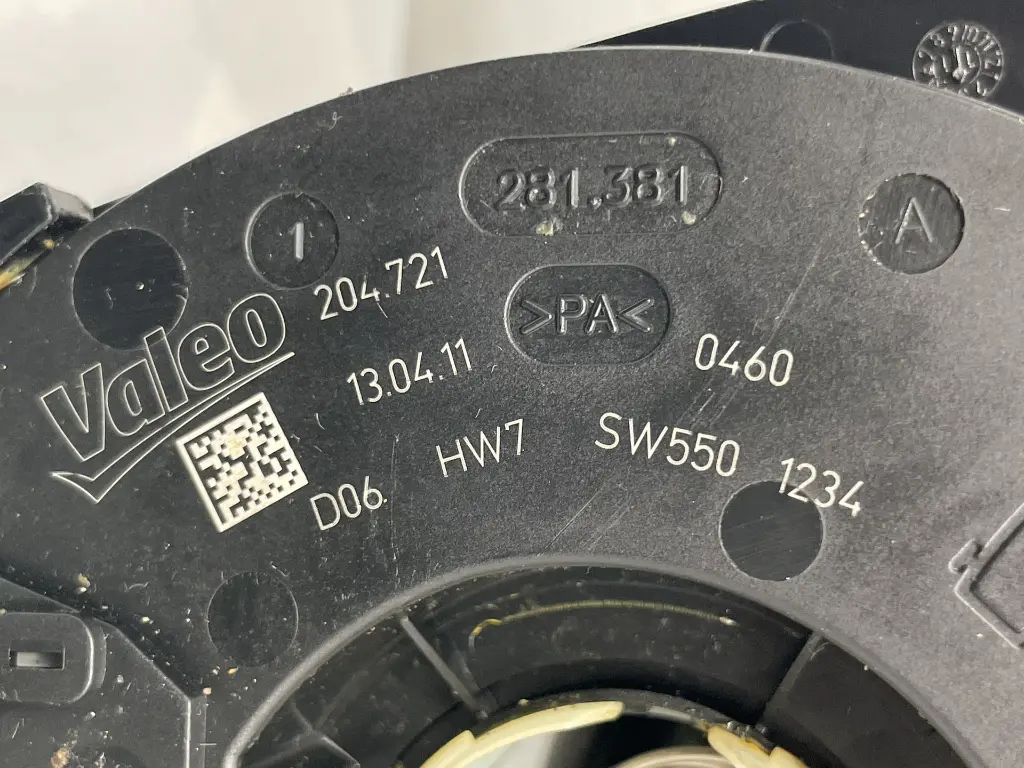 281.381
1
A
204.721
>PA<
Valeo
13.04.11
0460
D06 HW7 SW550 1234